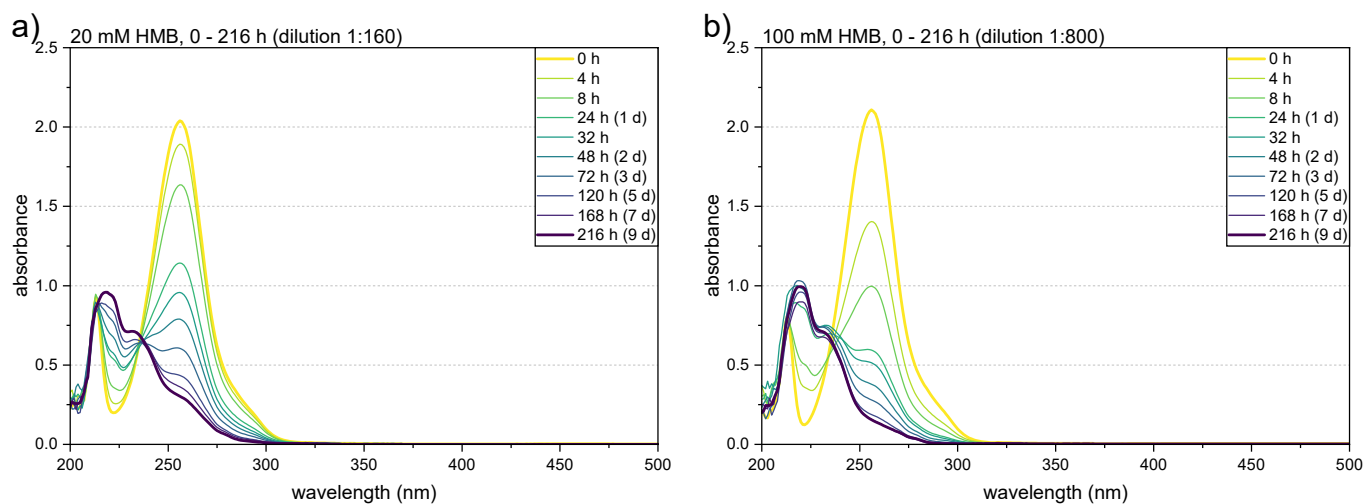 a)
20 mM HMB, 0 - 216 h (dilution 1:160)
2.5
2.0
1.5
1.0
0.5
0.0
absorbance
200
250
300
350
400
450
500
wavelength (nm)
0 h
4 h
8 h
24 h (1 d)
32 h
48 h (2 d)
72 h (3 d)
120 h (5 d)
168 h (7 d)
216 h (9 d)
b)
100 mM HMB, 0 - 216 h (dilution 1:800)
2.5
2.0
1.5
1.0
0.5
0.0
absorbance
200
250
300
350
400
450
500
wavelength (nm)
0 h
4 h
8 h
24 h (1 d)
32 h
48 h (2 d)
72 h (3 d)
120 h (5 d)
168 h (7 d)
216 h (9 d)